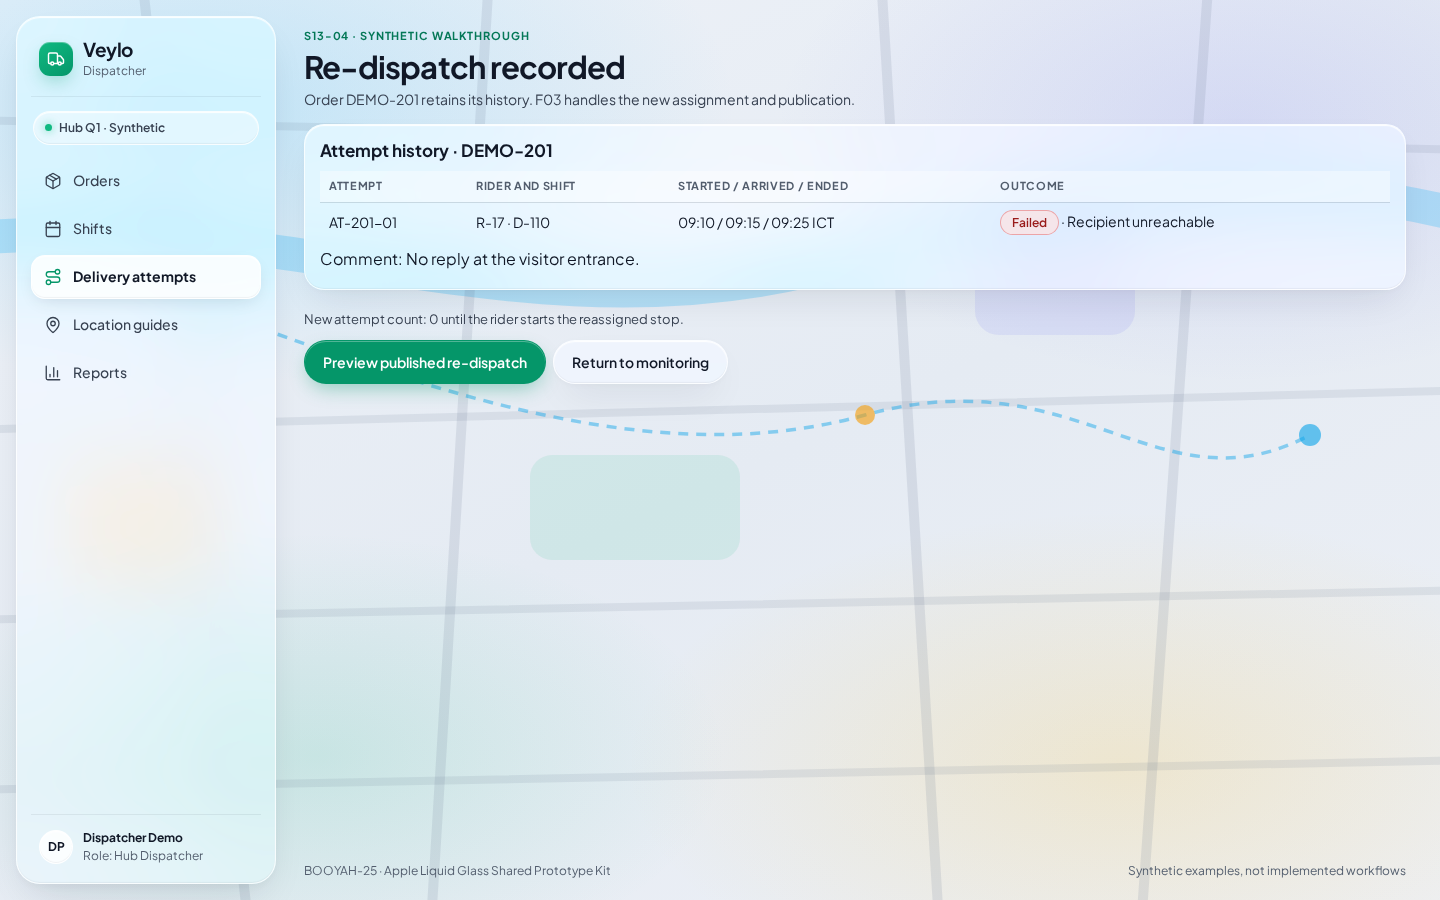 Veylo
Dispatcher
Hub Q1 · Synthetic
Orders
Shifts
Delivery attempts
Location guides
Reports
DP
Dispatcher Demo
Role: Hub Dispatcher
S13-04 · SYNTHETIC WALKTHROUGH
Re-dispatch recorded
Order DEMO-201 retains its history. F03 handles the new assignment and publication.
Attempt history · DEMO-201
ATTEMPT RIDER AND SHIFT STARTED / ARRIVED / ENDED OUTCOME
AT-201-01 R-17 · D-110 09:10 / 09:15 / 09:25 ICT Failed · Recipient unreachable
Comment: No reply at the visitor entrance.
New attempt count: 0 until the rider starts the reassigned stop.
Preview published re-dispatch Return to monitoring
BOOYAH-25 · Apple Liquid Glass Shared Prototype Kit Synthetic examples, not implemented workflows